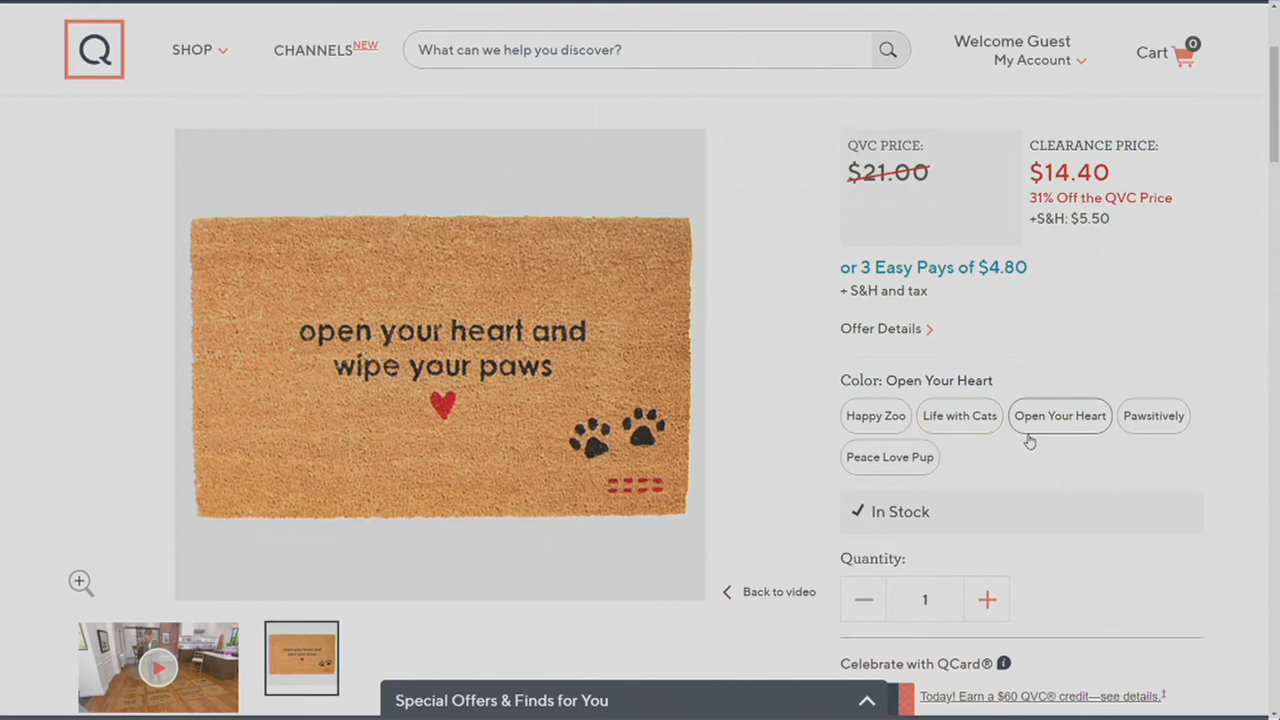 Q
SHOP
CHANNELS NEW
What can we help you discover?
Welcome Guest
My Account
Cart 0
QVC PRICE:
$21.00
CLEARANCE PRICE:
$14.40
31% Off the QVC Price
+S&H: $5.50
or 3 Easy Pays of $4.80
+ S&H and tax
Offer Details
open your heart and
wipe your paws
Color: Open Your Heart
Happy Zoo
Life with Cats
Open Your Heart
Pawsitively
Peace Love Pup
In Stock
Quantity:
1
Back to video
Celebrate with QCard®
Special Offers & Finds for You
Today! Earn a $60 QVC® credit—see details.‡